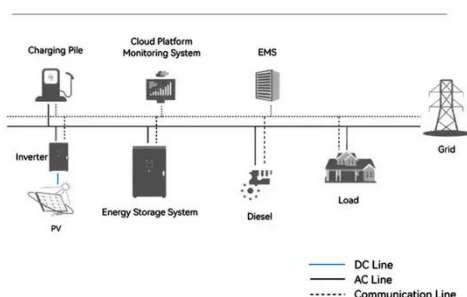 Charging Pile
Cloud Platform
Monitoring System
EMS
Inverter
Grid
PV
Energy Storage System
Diesel
Load
DC Line
AC Line
Communication Line